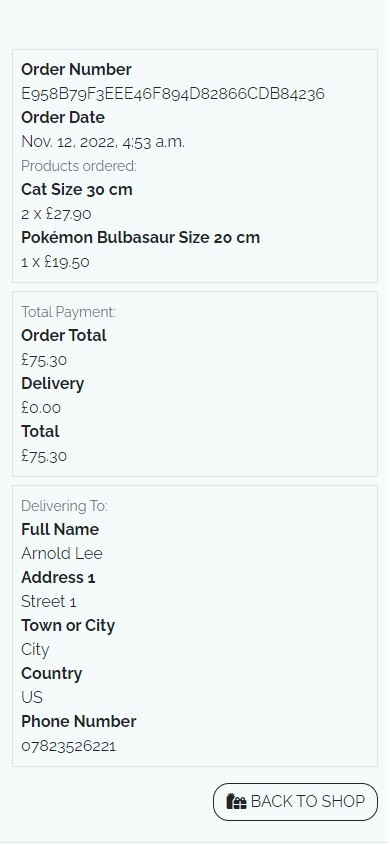 Order Number
E958B79F3EEE46F894D82866CDB84236
Order Date
Nov. 12, 2022, 4:53 a.m.
Products ordered:
Cat Size 30 cm
2 x £27.90
Pokémon Bulbasaur Size 20 cm
1 x £19.50
Total Payment:
Order Total
£75.30
Delivery
£0.00
Total
£75.30
Delivering To:
Full Name
Arnold Lee
Address 1
Street 1
Town or City
City
Country
US
Phone Number
07823526221
BACK TO SHOP